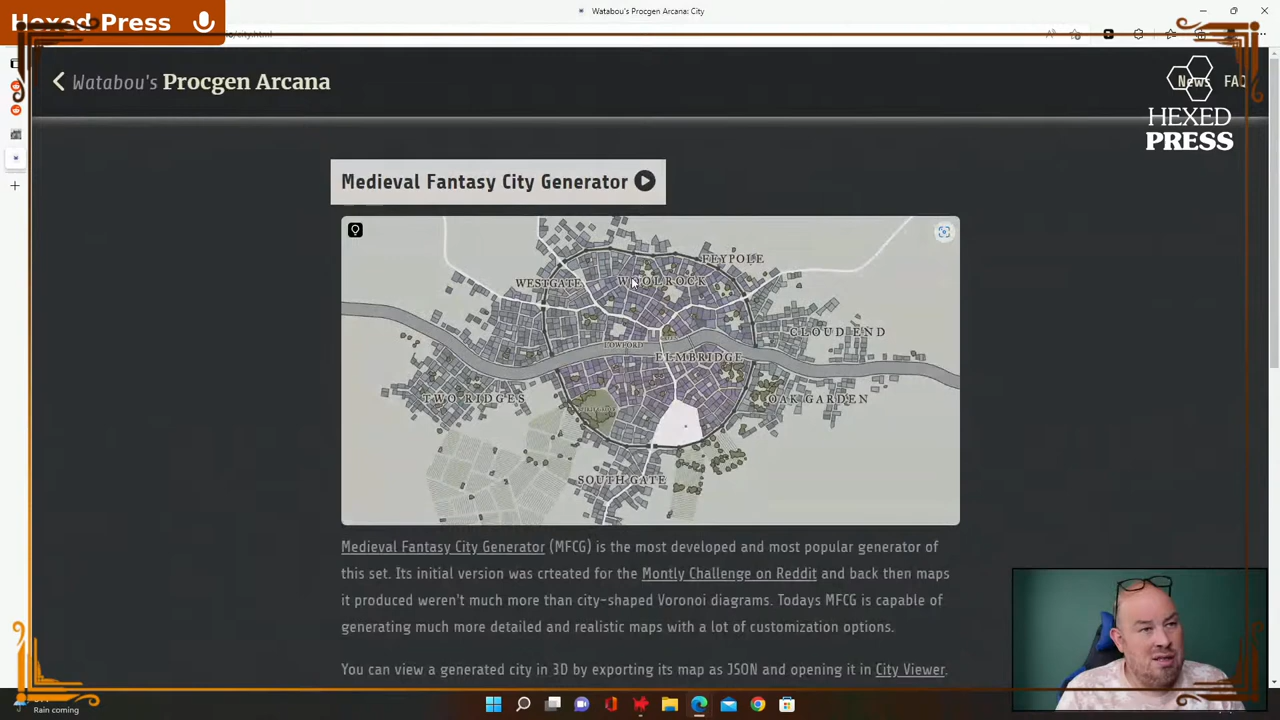 Hexed Press
Watabou's Procgen Arcana: City
Watabou's Procgen Arcana
News FAQ
HEXED
PRESS
Medieval Fantasy City Generator
FEYPOLE
WESTGATE
WOOLROCK
CLOUD END
LOWFORD
ELMBRIDGE
TWO RIDGES
OAK GARDEN
SOUTH GATE
Medieval Fantasy City Generator (MFCG) is the most developed and most popular generator of
this set. Its initial version was crteated for the Montly Challenge on Reddit and back then maps
it produced weren't much more than city-shaped Voronoi diagrams. Todays MFCG is capable of
generating much more detailed and realistic maps with a lot of customization options.
You can view a generated city in 3D by exporting its map as JSON and opening it in City Viewer.
Rain coming